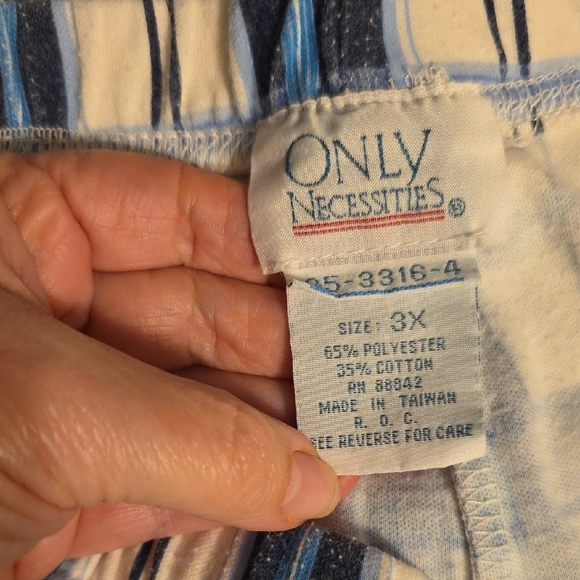 ONLY
NECESSITIES®
95-3316-4
SIZE: 3X
65% POLYESTER
35% COTTON
RN 88842
MADE IN TAIWAN
R. O. C.
SEE REVERSE FOR CARE